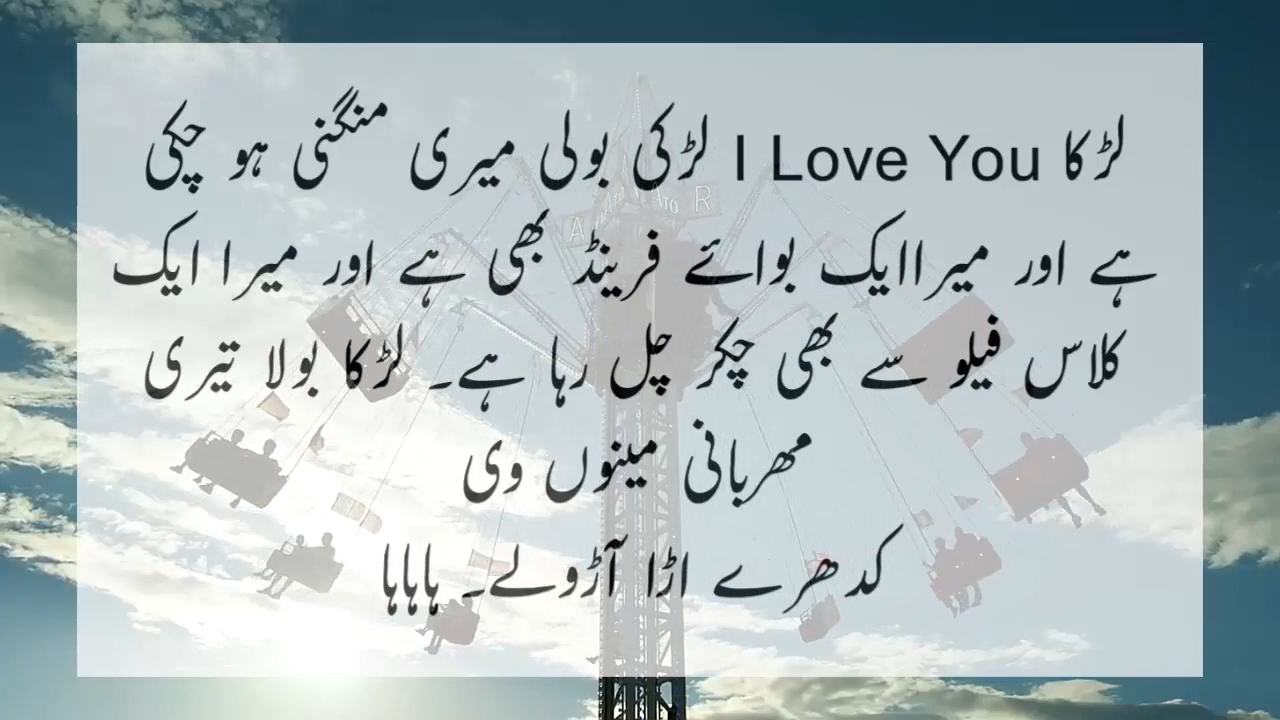 لڑکا I Love You لڑکی بولی میری منگنی ہو چکی
ہے اور میراایک بوائے فرینڈ بھی ہے اور میرا ایک
کلاس فیلو سے بھی چکر چل رہا ہے۔ لڑکا بولا تیری
مھربانی مینوں وی
کدھرے اڑا آڑولے۔ ہاہاہا